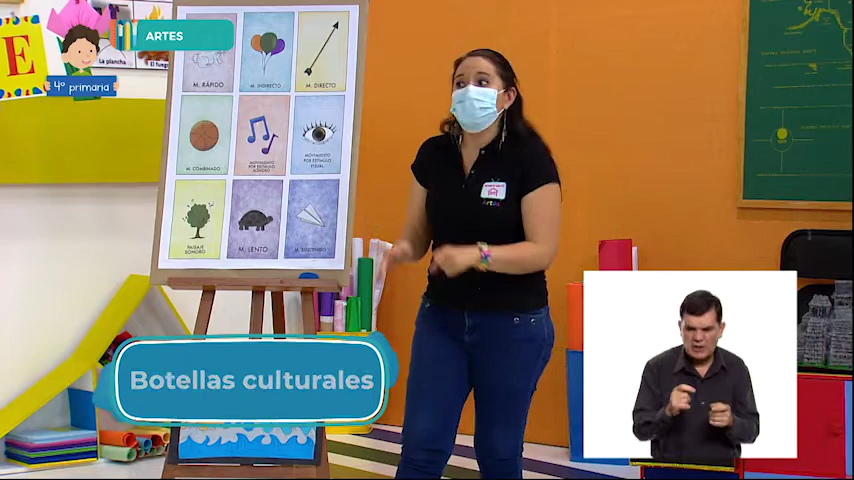 E
La plancha
ARTES
4º primaria
M. RÁPIDO
M. INDIRECTO
M. DIRECTO
M. COMBINADO
MOVIMIENTO
POR ESTÍMULO
SONORO
MOVIMIENTO
POR ESTÍMULO
VISUAL
PAISAJE
SONORO
M. LENTO
M. SOSTENIDO
Artes
Botellas culturales